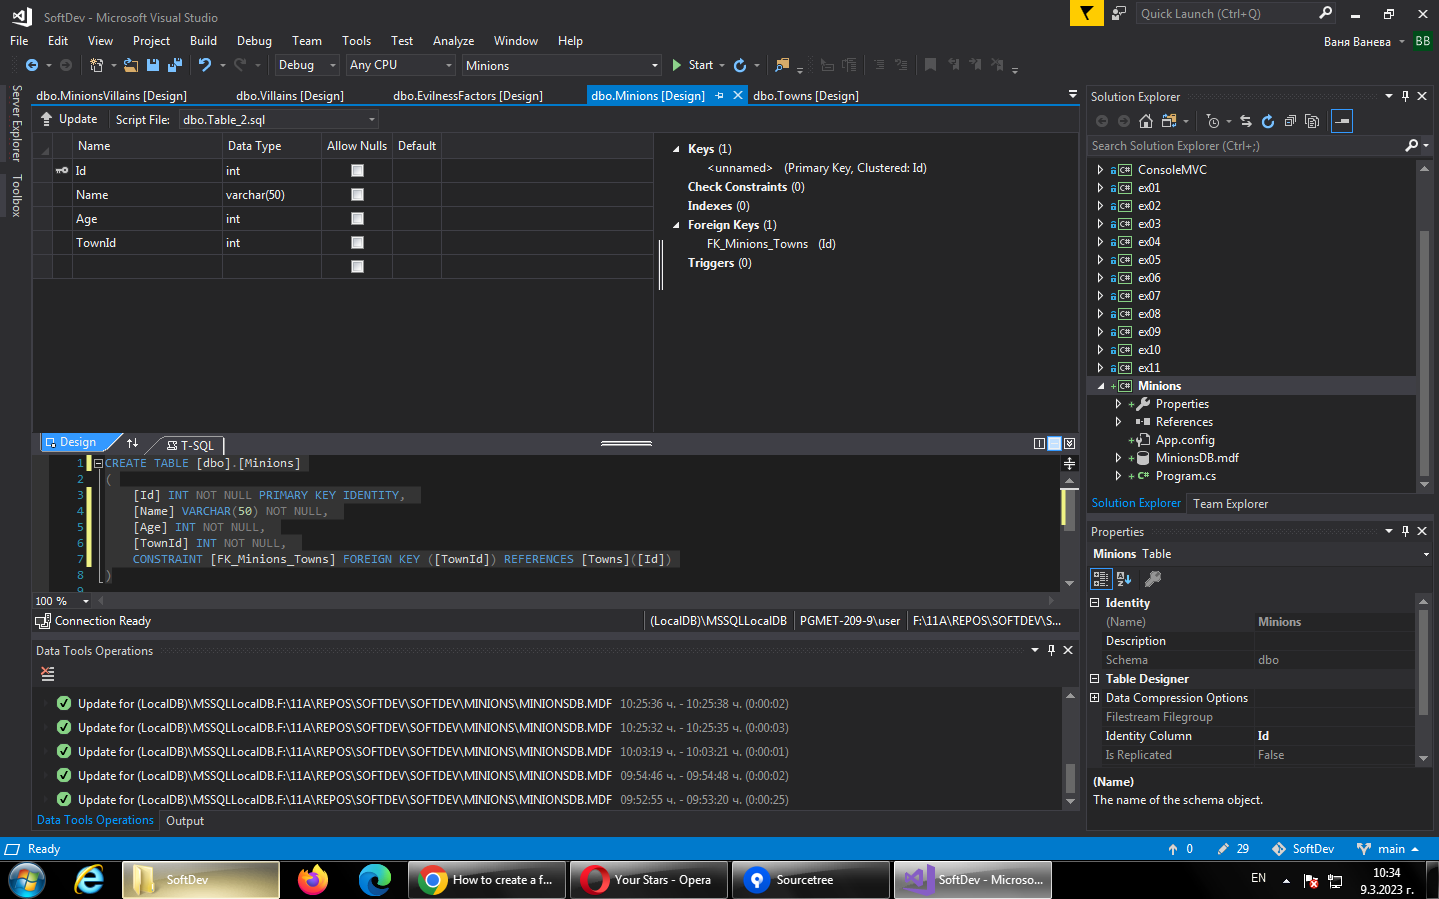 SoftDev - Microsoft Visual Studio
Quick Launch (Ctrl+Q)
File Edit View Project Build Debug Team Tools Test Analyze Window Help
Ваня Ванева BB
Debug Any CPU Minions Start
Server Explorer
Toolbox
dbo.MinionsVillains [Design] dbo.Villains [Design] dbo.EvilnessFactors [Design] dbo.Minions [Design] dbo.Towns [Design]
Update Script File: dbo.Table_2.sql
Name Data Type Allow Nulls Default
Id int
Name varchar(50)
Age int
TownId int
Keys (1)
<unnamed> (Primary Key, Clustered: Id)
Check Constraints (0)
Indexes (0)
Foreign Keys (1)
FK_Minions_Towns (Id)
Triggers (0)
Design T-SQL
1 CREATE TABLE [dbo].[Minions]
2 (
3 [Id] INT NOT NULL PRIMARY KEY IDENTITY,
4 [Name] VARCHAR(50) NOT NULL,
5 [Age] INT NOT NULL,
6 [TownId] INT NOT NULL,
7 CONSTRAINT [FK_Minions_Towns] FOREIGN KEY ([TownId]) REFERENCES [Towns]([Id])
8 )
9
100 %
Connection Ready (LocalDB)\MSSQLLocalDB PGMET-209-9\user F:\11A\REPOS\SOFTDEV\S...
Data Tools Operations
Update for (LocalDB)\MSSQLLocalDB.F:\11A\REPOS\SOFTDEV\SOFTDEV\MINIONS\MINIONSDB.MDF 10:25:36 ч. - 10:25:38 ч. (0:00:02)
Update for (LocalDB)\MSSQLLocalDB.F:\11A\REPOS\SOFTDEV\SOFTDEV\MINIONS\MINIONSDB.MDF 10:25:32 ч. - 10:25:35 ч. (0:00:03)
Update for (LocalDB)\MSSQLLocalDB.F:\11A\REPOS\SOFTDEV\SOFTDEV\MINIONS\MINIONSDB.MDF 10:03:19 ч. - 10:03:21 ч. (0:00:01)
Update for (LocalDB)\MSSQLLocalDB.F:\11A\REPOS\SOFTDEV\SOFTDEV\MINIONS\MINIONSDB.MDF 09:54:46 ч. - 09:54:48 ч. (0:00:02)
Update for (LocalDB)\MSSQLLocalDB.F:\11A\REPOS\SOFTDEV\SOFTDEV\MINIONS\MINIONSDB.MDF 09:52:55 ч. - 09:53:20 ч. (0:00:25)
Data Tools Operations Output
Solution Explorer
Search Solution Explorer (Ctrl+;)
C# ConsoleMVC
C# ex01
C# ex02
C# ex03
C# ex04
C# ex05
C# ex06
C# ex07
C# ex08
C# ex09
C# ex10
C# ex11
C# Minions
Properties
References
App.config
MinionsDB.mdf
C# Program.cs
Solution Explorer Team Explorer
Properties
Minions Table
Identity
(Name) Minions
Description
Schema dbo
Table Designer
Data Compression Options
Filestream Filegroup
Identity Column Id
Is Replicated False
(Name)
The name of the schema object.
Ready 0 29 SoftDev main
SoftDev How to create a f... Your Stars - Opera Sourcetree SoftDev - Microso...
EN 10:34
9.3.2023 г.